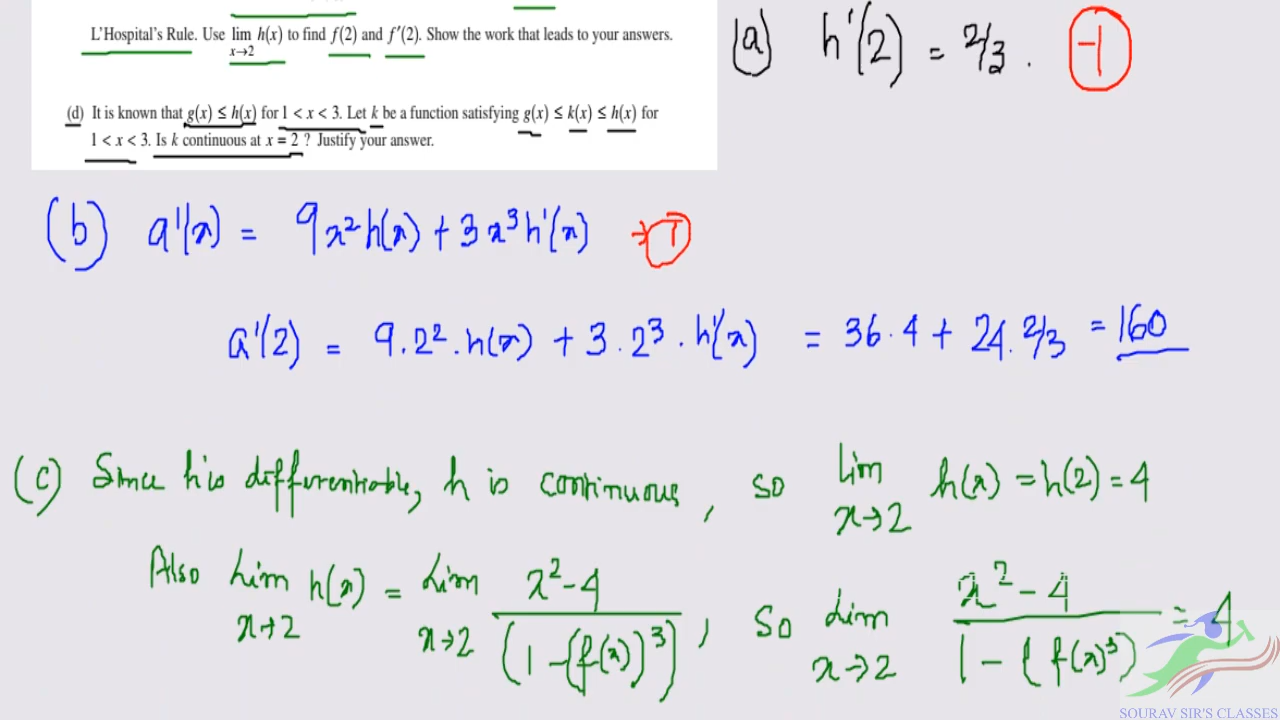 L'Hospital's Rule. Use lim h(x) to find f(2) and f′(2). Show the work that leads to your answers.
x→2
(a) h'(2) = 2/3 .
(d) It is known that g(x) ≤ h(x) for 1 < x < 3. Let k be a function satisfying g(x) ≤ k(x) ≤ h(x) for
1 < x < 3. Is k continuous at x = 2 ? Justify your answer.
(b) a'(x) = 9x²h(x) + 3x³h'(x)
a'(2) = 9.2².h(x) + 3.2³.h'(x) = 36.4 + 24.2/3 = 160
(c) Since h is differentiable, h is continuous, so lim h(x) = h(2) = 4
x→2
Also Lim h(x) = Lim x²-4 / (1-(f(x))³), so Lim x²-4 / 1-{f(x)³) = 4
x→2 x→2 x→2
SOURAV SIR'S CLASSES